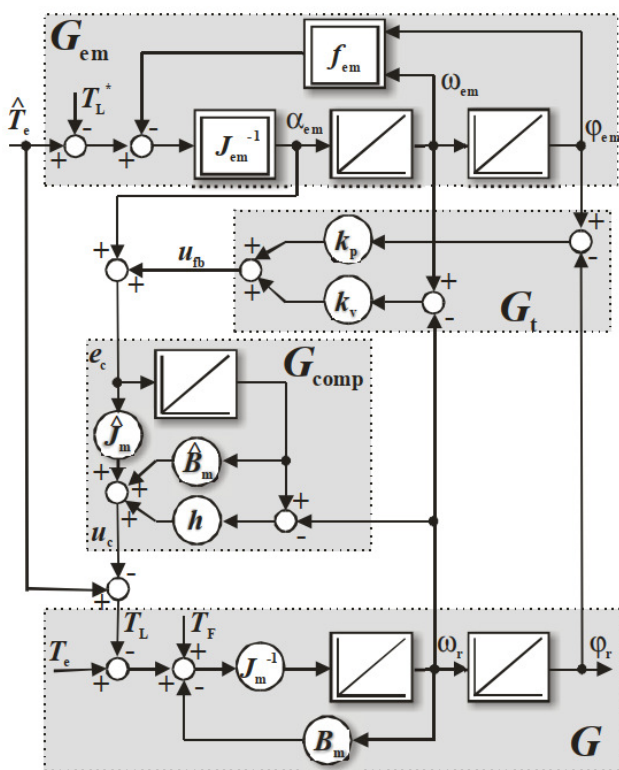 G_em
f_em
T_L*
ω_em
T̂_e
J_em⁻¹
α_em
φ_em
+
-
+
-
+
+
u_fb
+
+
k_p
+
-
+
+
k_v
+
-
G_t
e_c
G_comp
Ĵ_m
B̂_m
+
+
+
h
+
-
u_c
-
+
T_L
T_F
T_e
-
+
+
+
-
J_m⁻¹
ω_r
φ_r
B_m
G